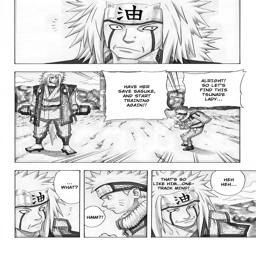 油
ALRIGHT!
SO LET'S
FIND THIS
TSUNADE
LADY...
HAVE HER
SAVE SASUKE,
AND START
TRAINING
AGAIN!!
HEH
HEH...
THAT'S SO
LIKE HIM...ONE-
TRACK MIND!
HMM?!
...
WHAT?
油